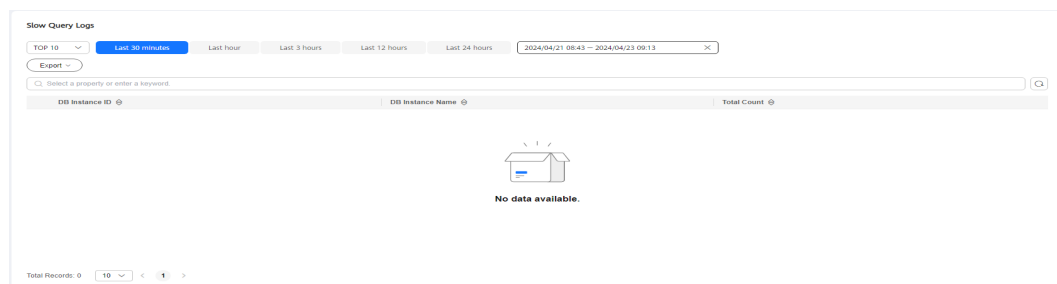 Slow Query Logs
TOP 10 Last 30 minutes Last hour Last 3 hours Last 12 hours Last 24 hours 2024/04/21 08:43 — 2024/04/23 09:13
Export
Select a property or enter a keyword.
DB Instance ID DB Instance Name Total Count
No data available.
Total Records: 0 10 < 1 >